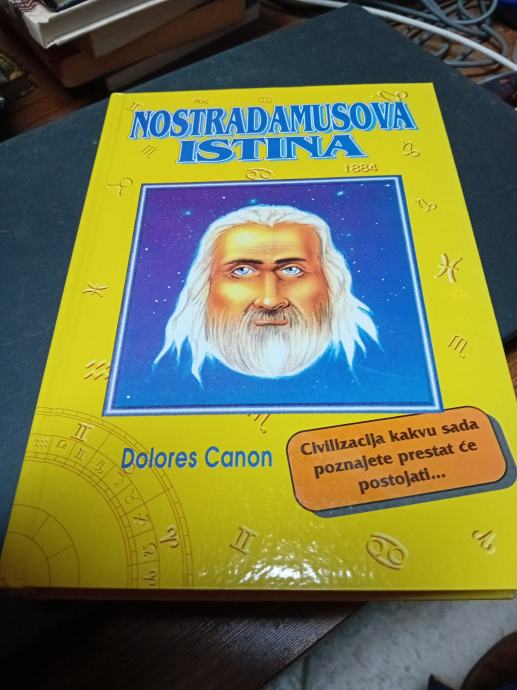 NOSTRADAMUSOVA
ISTINA
1884
Dolores Canon
Civilizacija kakvu sada
poznajete prestat će
postojati...